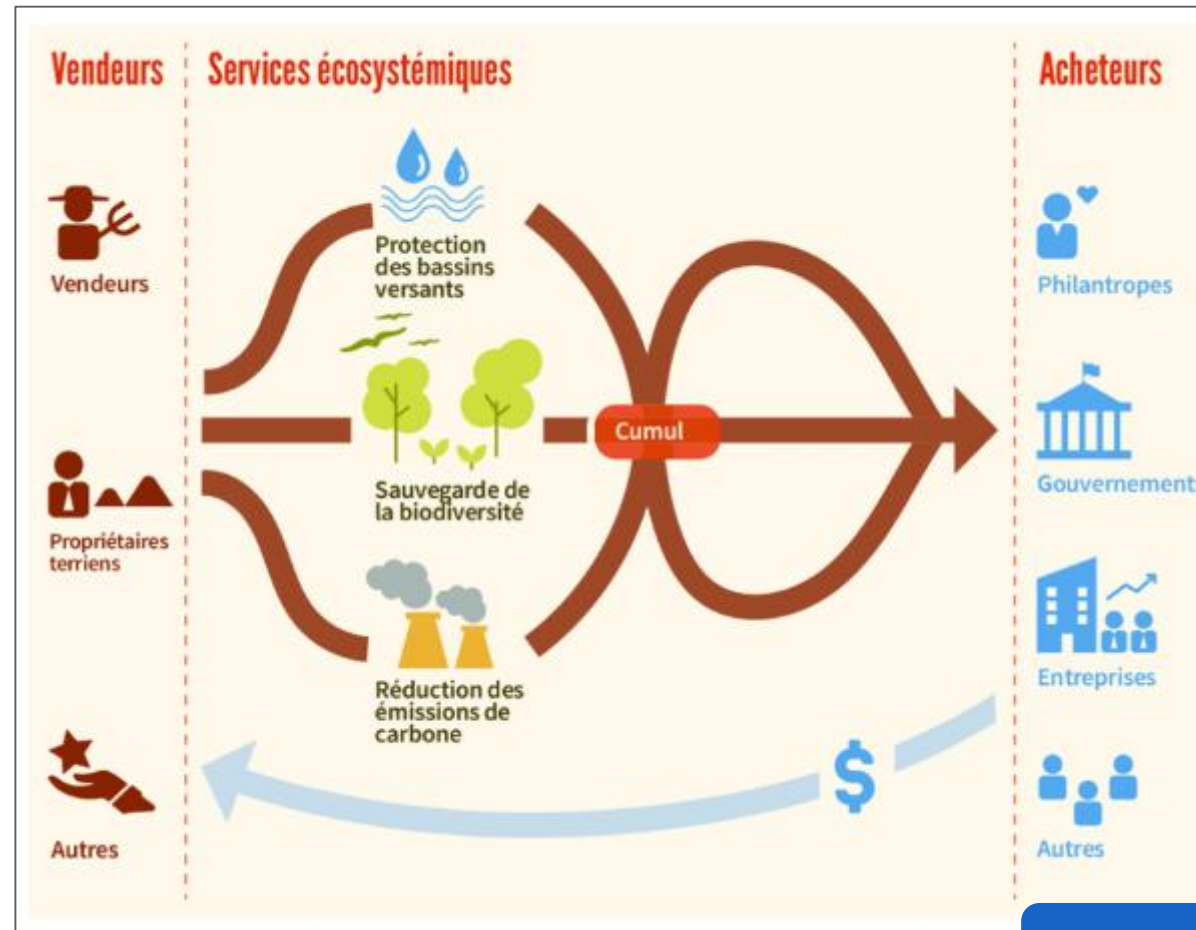 Vendeurs
Services écosystémiques
Acheteurs
Vendeurs
Propriétaires
terriens
Autres
Protection
des bassins
versants
Sauvegarde de
la biodiversité
Réduction des
émissions de
carbone
Cumul
$
Philantropes
Gouvernements
Entreprises
Autres